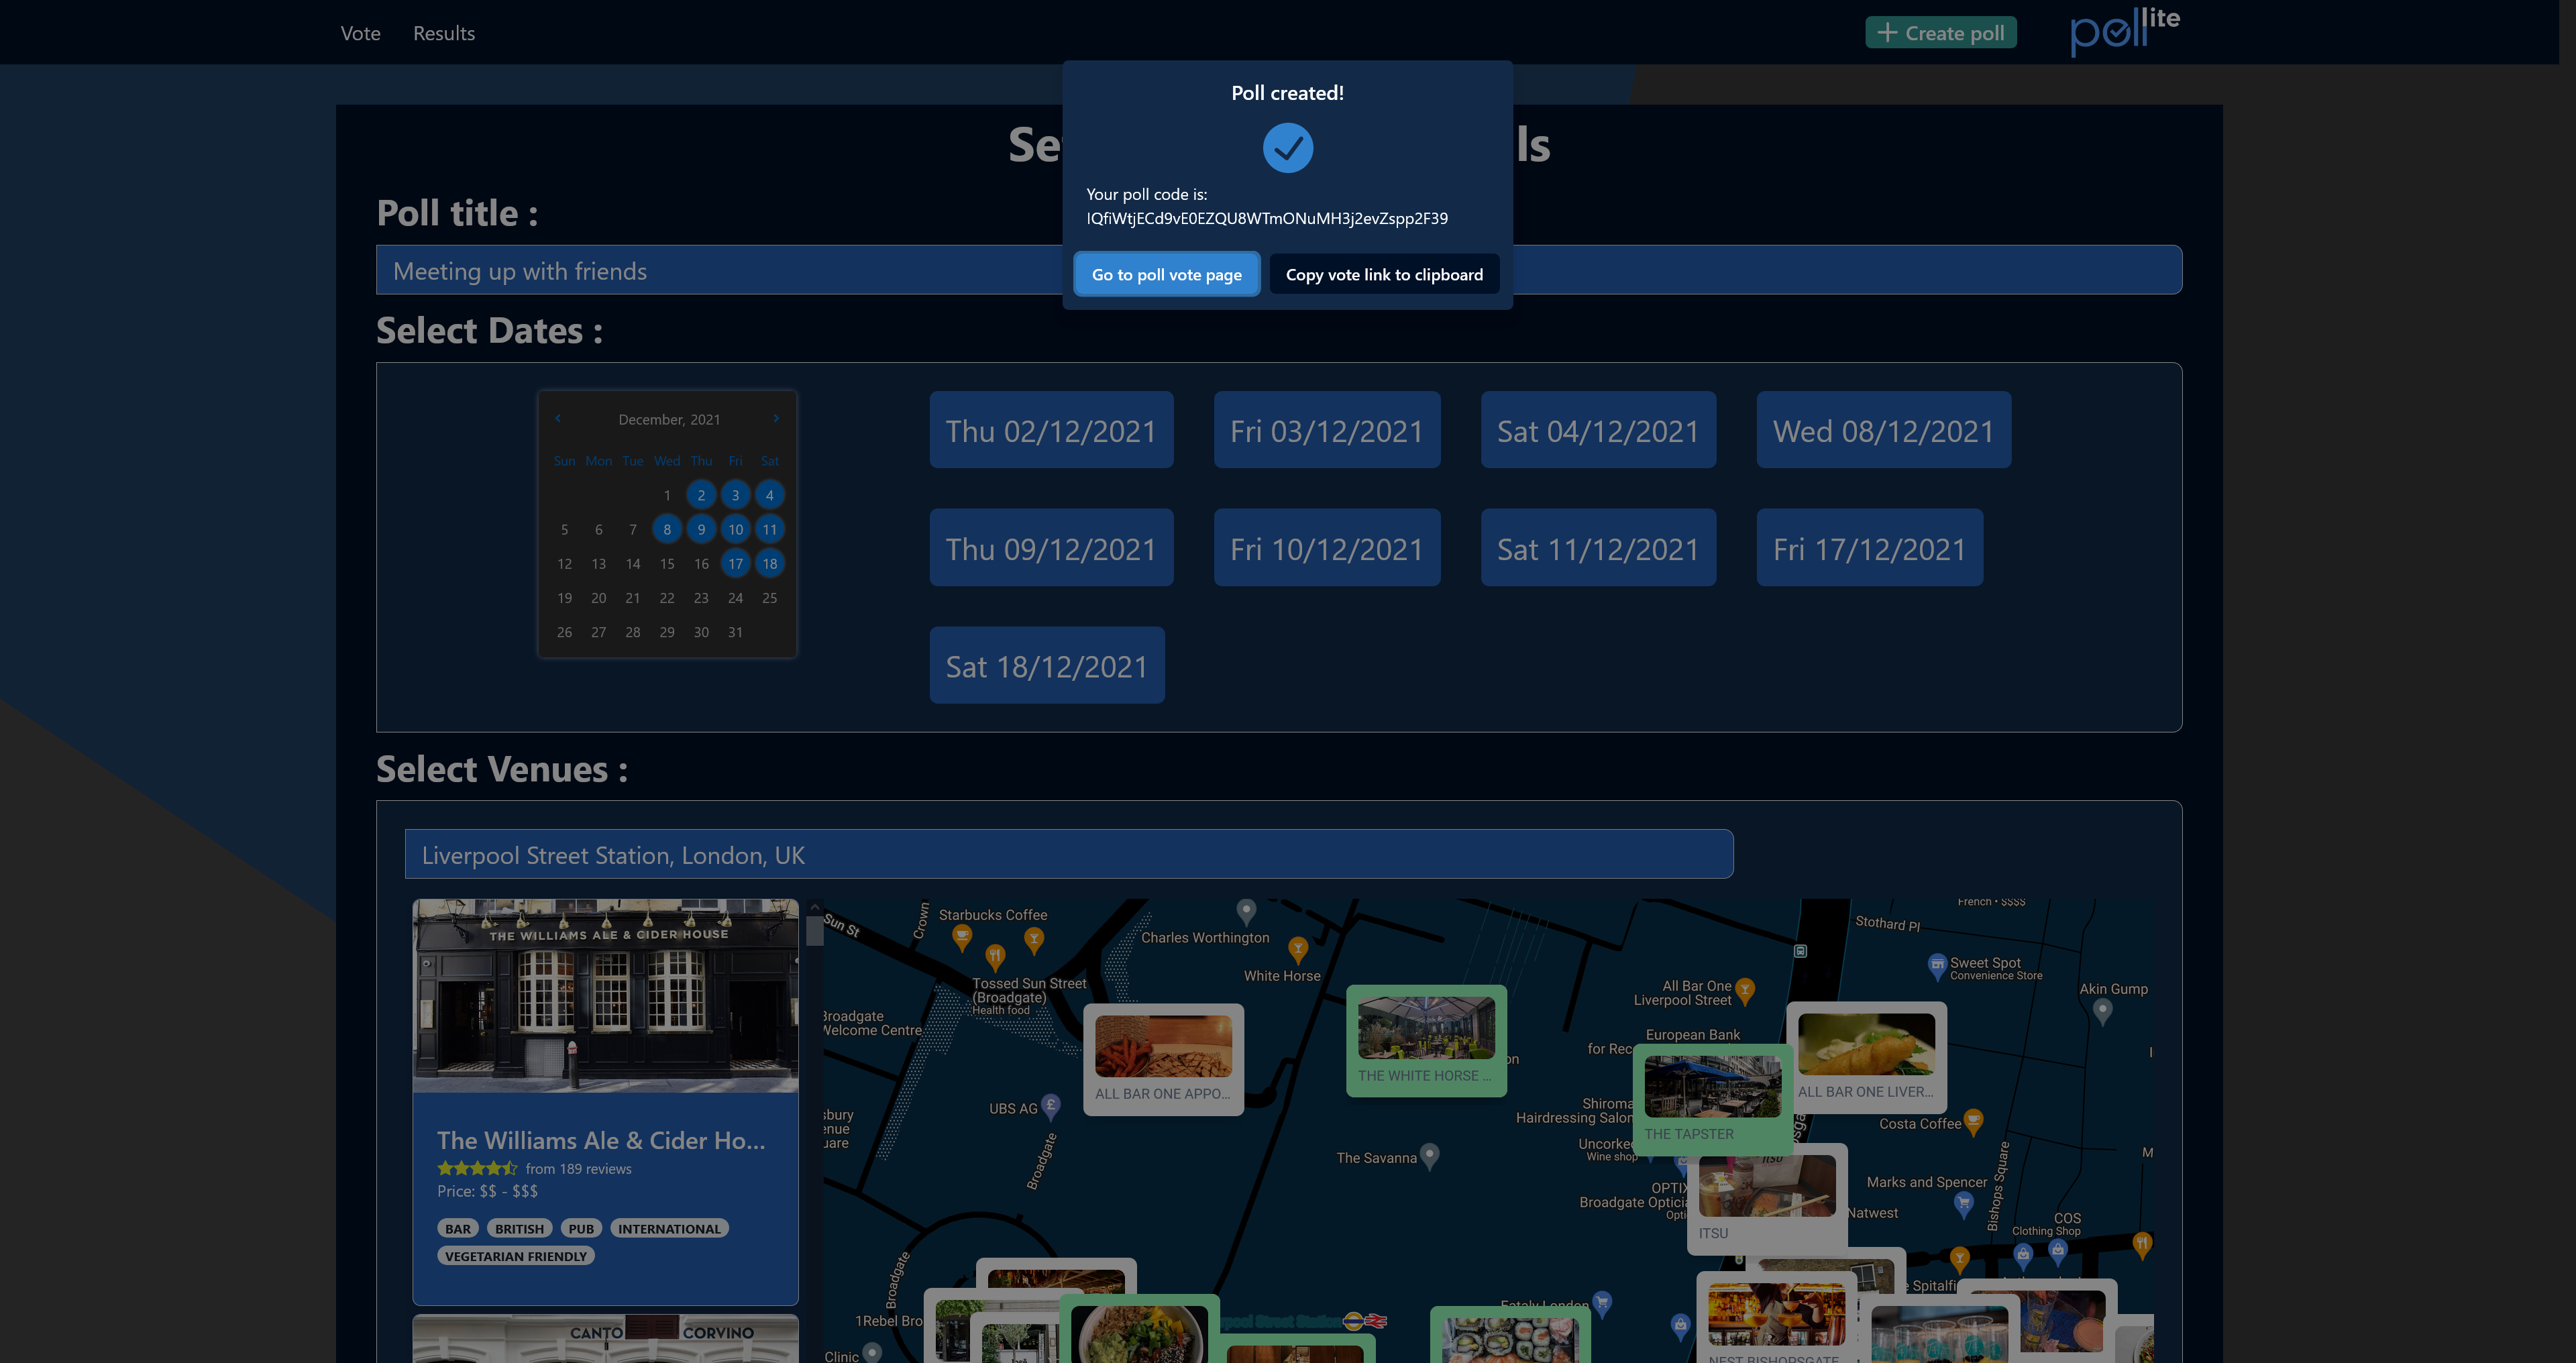 Vote Results + Create poll pollite
Poll created!
Your poll code is:
IQfiWtjECd9vE0EZQU8WTmONuMH3j2evZspp2F39
Go to poll vote page Copy vote link to clipboard
Poll title :
Meeting up with friends
Select Dates :
December, 2021
Sun Mon Tue Wed Thu Fri Sat
1 2 3 4
5 6 7 8 9 10 11
12 13 14 15 16 17 18
19 20 21 22 23 24 25
26 27 28 29 30 31
Thu 02/12/2021 Fri 03/12/2021 Sat 04/12/2021 Wed 08/12/2021
Thu 09/12/2021 Fri 10/12/2021 Sat 11/12/2021 Fri 17/12/2021
Sat 18/12/2021
Select Venues :
Liverpool Street Station, London, UK
THE WILLIAMS ALE & CIDER HOUSE
The Williams Ale & Cider Ho...
from 189 reviews
Price: $$ - $$$
BAR BRITISH PUB INTERNATIONAL
VEGETARIAN FRIENDLY
CANTO CORVINO
Sun St
Crown
Starbucks Coffee
Charles Worthington
White Horse
Tossed Sun Street
(Broadgate)
Health food
Broadgate
Welcome Centre
ALL BAR ONE APPO...
THE WHITE HORSE ...
All Bar One
Liverpool Street
European Bank
for Rec
French • $$$$
Stothard Pl
Sweet Spot
Convenience Store
Akin Gump
ALL BAR ONE LIVER...
THE TAPSTER
Costa Coffee
UBS AG
Broadgate
The Savanna
Shiroma
Hairdressing Salon
Uncorked
Wine shop
ITSU
OPTIX
Broadgate Opticia
Opti
Marks and Spencer
Natwest
Bishops Square
COS
Clothing Shop
Broadgate
1Rebel Bro
Clinic
Liverpool Street Station
Eataly London
e Spitalfi
NEST BISHOPSGATE